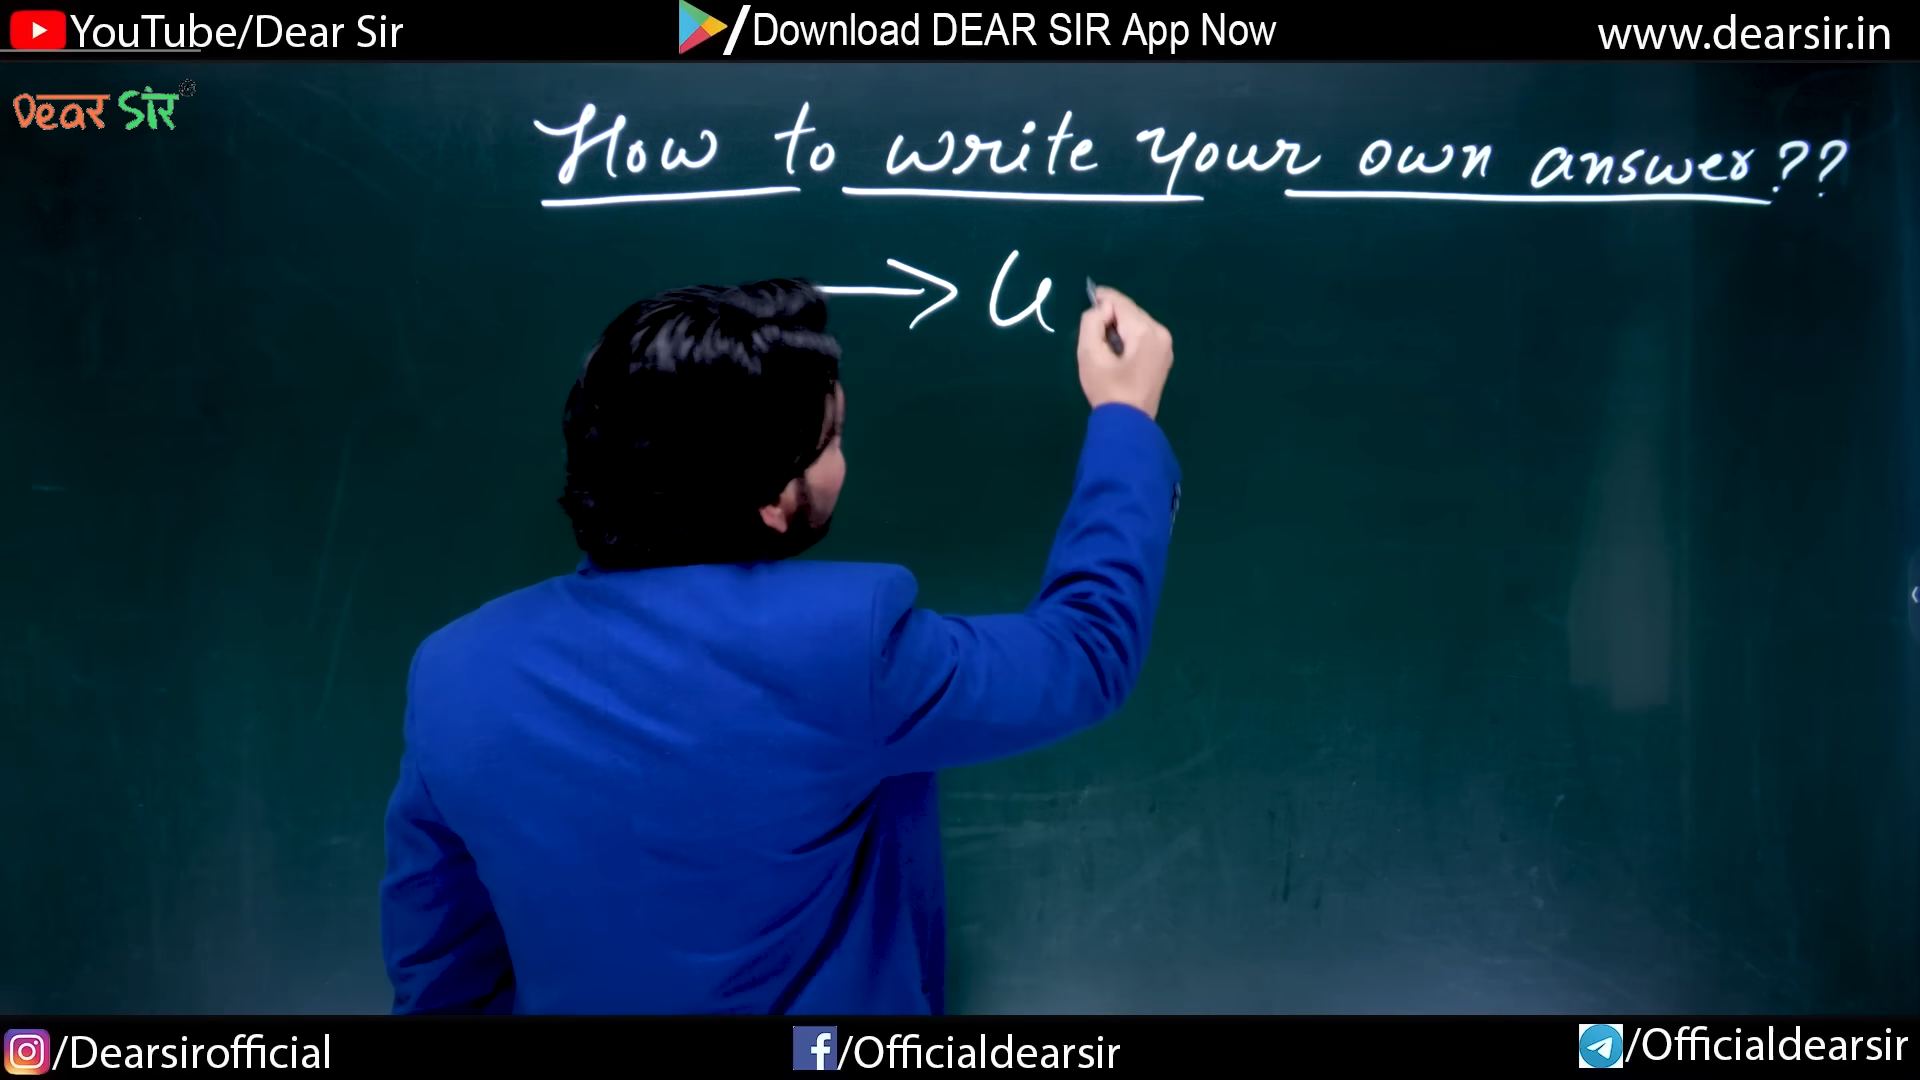 YouTube/Dear Sir
/Download DEAR SIR App Now
www.dearsir.in
Dear Sir
How to write your own answer??
→ U
/Dearsirofficial
/Officialdearsir
/Officialdearsir